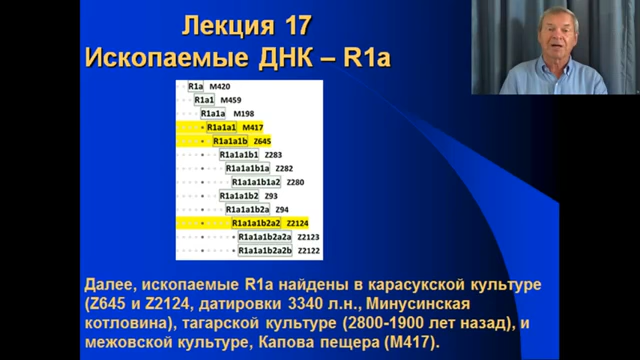 Лекция 17
Ископаемые ДНК – R1a
R1a M420
R1a1 M459
R1a1a M198
R1a1a1 M417
R1a1a1b Z645
R1a1a1b1 Z283
R1a1a1b1a Z282
R1a1a1b1a2 Z280
R1a1a1b2 Z93
R1a1a1b2a Z94
R1a1a1b2a2 Z2124
R1a1a1b2a2a Z2123
R1a1a1b2a2b Z2122
Далее, ископаемые R1a найдены в карасукской культуре
(Z645 и Z2124, датировки 3340 л.н., Минусинская
котловина), тагарской культуре (2800-1900 лет назад), и
межовской культуре, Капова пещера (М417).